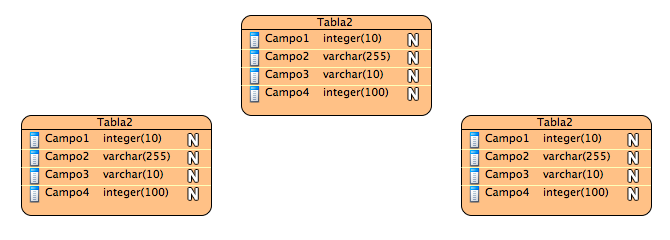 Tabla2
Campo1 integer(10) N
Campo2 varchar(255) N
Campo3 varchar(10) N
Campo4 integer(100) N
Tabla2
Campo1 integer(10) N
Campo2 varchar(255) N
Campo3 varchar(10) N
Campo4 integer(100) N
Tabla2
Campo1 integer(10) N
Campo2 varchar(255) N
Campo3 varchar(10) N
Campo4 integer(100) N